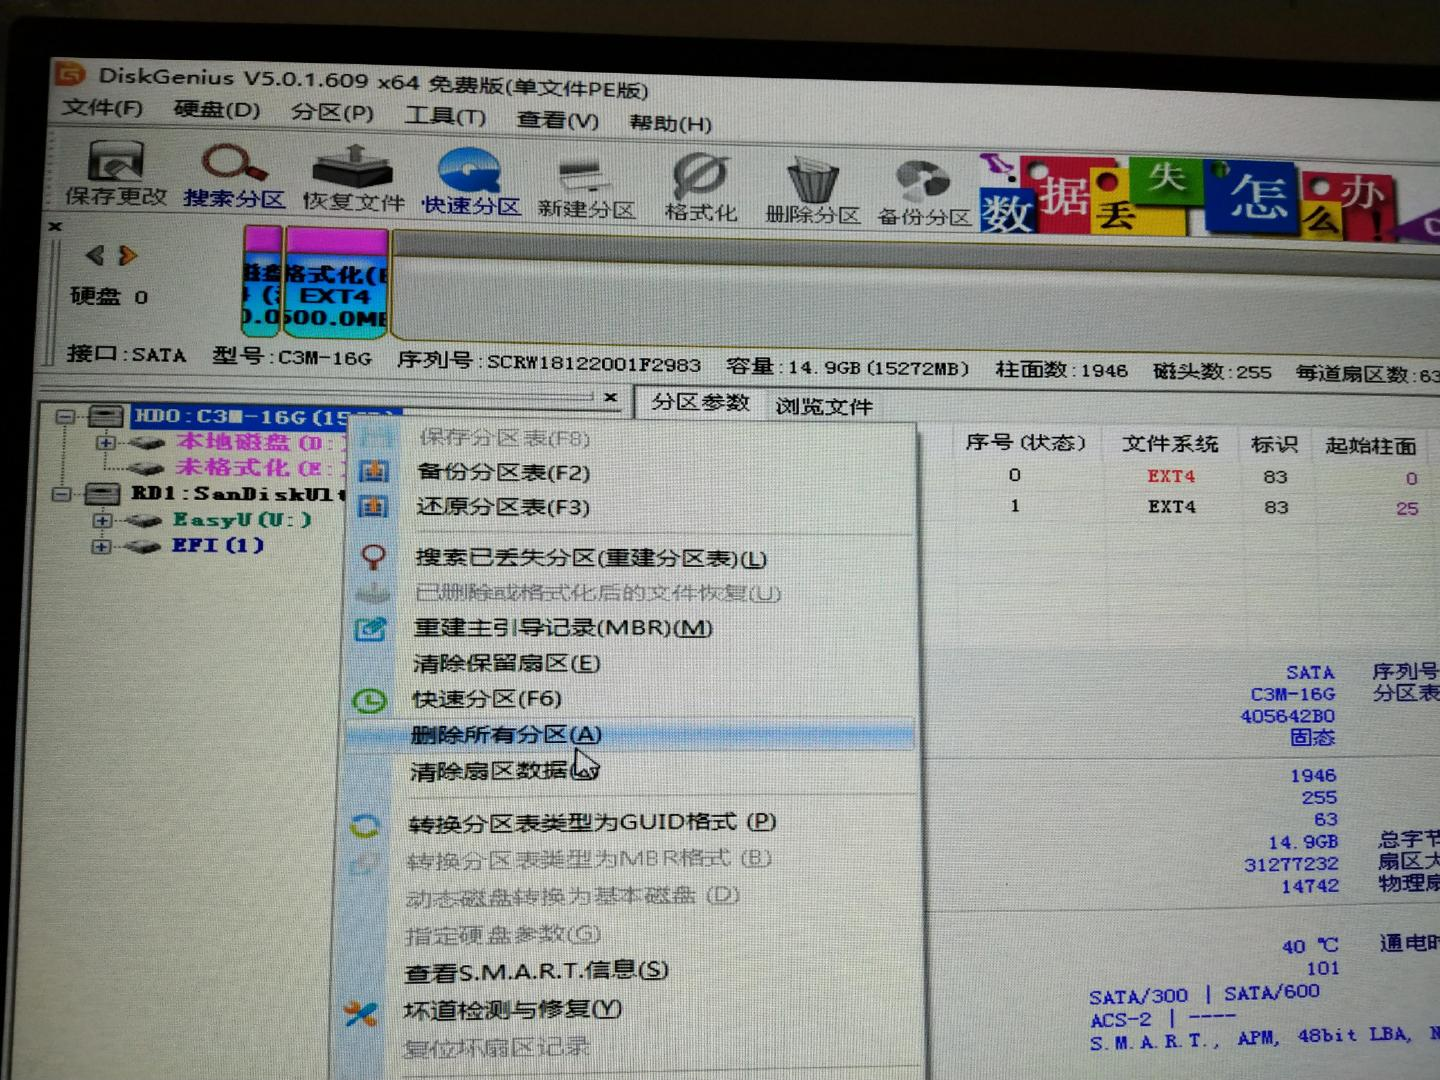 DiskGenius V5.0.1.609 x64 免费版(单文件PE版)
文件(F) 硬盘(D) 分区(P) 工具(T) 查看(V) 帮助(H)
保存更改 搜索分区 恢复文件 快速分区 新建分区 格式化 删除分区 备份分区
数据丢失怎么办!
硬盘 0
格式化(E
EXT4 500.0MB
接口:SATA 型号:C3M-16G 序列号:SCRW18122001F2983 容量:14.9GB(15272MB) 柱面数:1946 磁头数:255 每道扇区数:63
分区参数 浏览文件
HD0:C3M-16G(15
本地磁盘(D:
未格式化(E:
RD1:SanDiskUlt
EasyU(U:)
EFI(1)
保存分区表(F8)
备份分区表(F2)
还原分区表(F3)
搜索已丢失分区(重建分区表)(L)
已删除或格式化后的文件恢复(U)
重建主引导记录(MBR)(M)
清除保留扇区(E)
快速分区(F6)
删除所有分区(A)
清除扇区数据
转换分区表类型为GUID格式 (P)
转换分区表类型为MBR格式 (B)
动态磁盘转换为基本磁盘 (D)
指定硬盘参数(G)
查看S.M.A.R.T.信息(S)
坏道检测与修复(Y)
复位坏扇区记录
序号(状态) 文件系统 标识 起始柱面
0 EXT4 83 0
1 EXT4 83 25
SATA 序列号
C3M-16G 分区表
405642B0
固态
1946
255
63
14.9GB 总字节
31277232 扇区大
14742 物理扇
40 ℃ 通电时
101
SATA/300 | SATA/600
ACS-2 | ----
S.M.A.R.T., APM, 48bit LBA, N